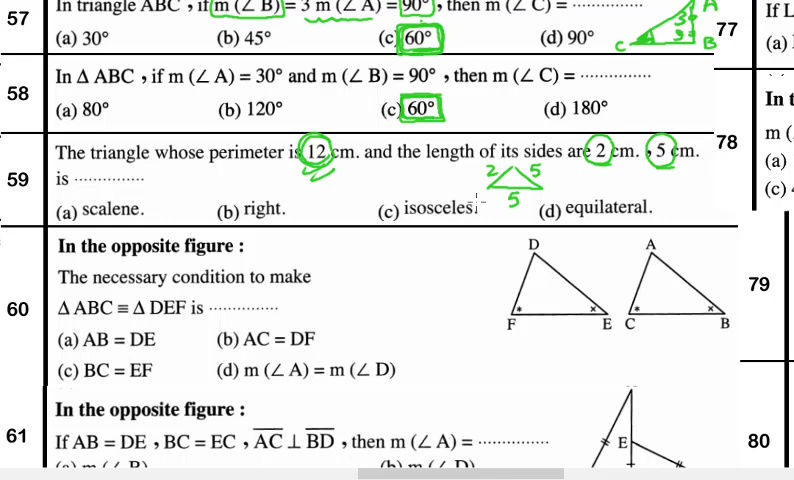 57
In triangle ABC , if m (∠ B) = 3 m (∠ A) = 90° , then m (∠ C) = ···············
(a) 30° (b) 45° (c) 60° (d) 90°
A
3
3
C B
58
In Δ ABC , if m (∠ A) = 30° and m (∠ B) = 90° , then m (∠ C) = ···············
(a) 80° (b) 120° (c) 60° (d) 180°
59
The triangle whose perimeter is 12 cm. and the length of its sides are 2 cm. , 5 cm.
is ···············
2 5
5
(a) scalene. (b) right. (c) isosceles. (d) equilateral.
60
In the opposite figure :
The necessary condition to make
Δ ABC ≡ Δ DEF is ···············
(a) AB = DE (b) AC = DF
(c) BC = EF (d) m (∠ A) = m (∠ D)
D A
F E C B
61
In the opposite figure :
If AB = DE , BC = EC , AC ⊥ BD , then m (∠ A) = ···············
E
77
If L
(a)
78
In t
m (
(a)
(c)
79
80